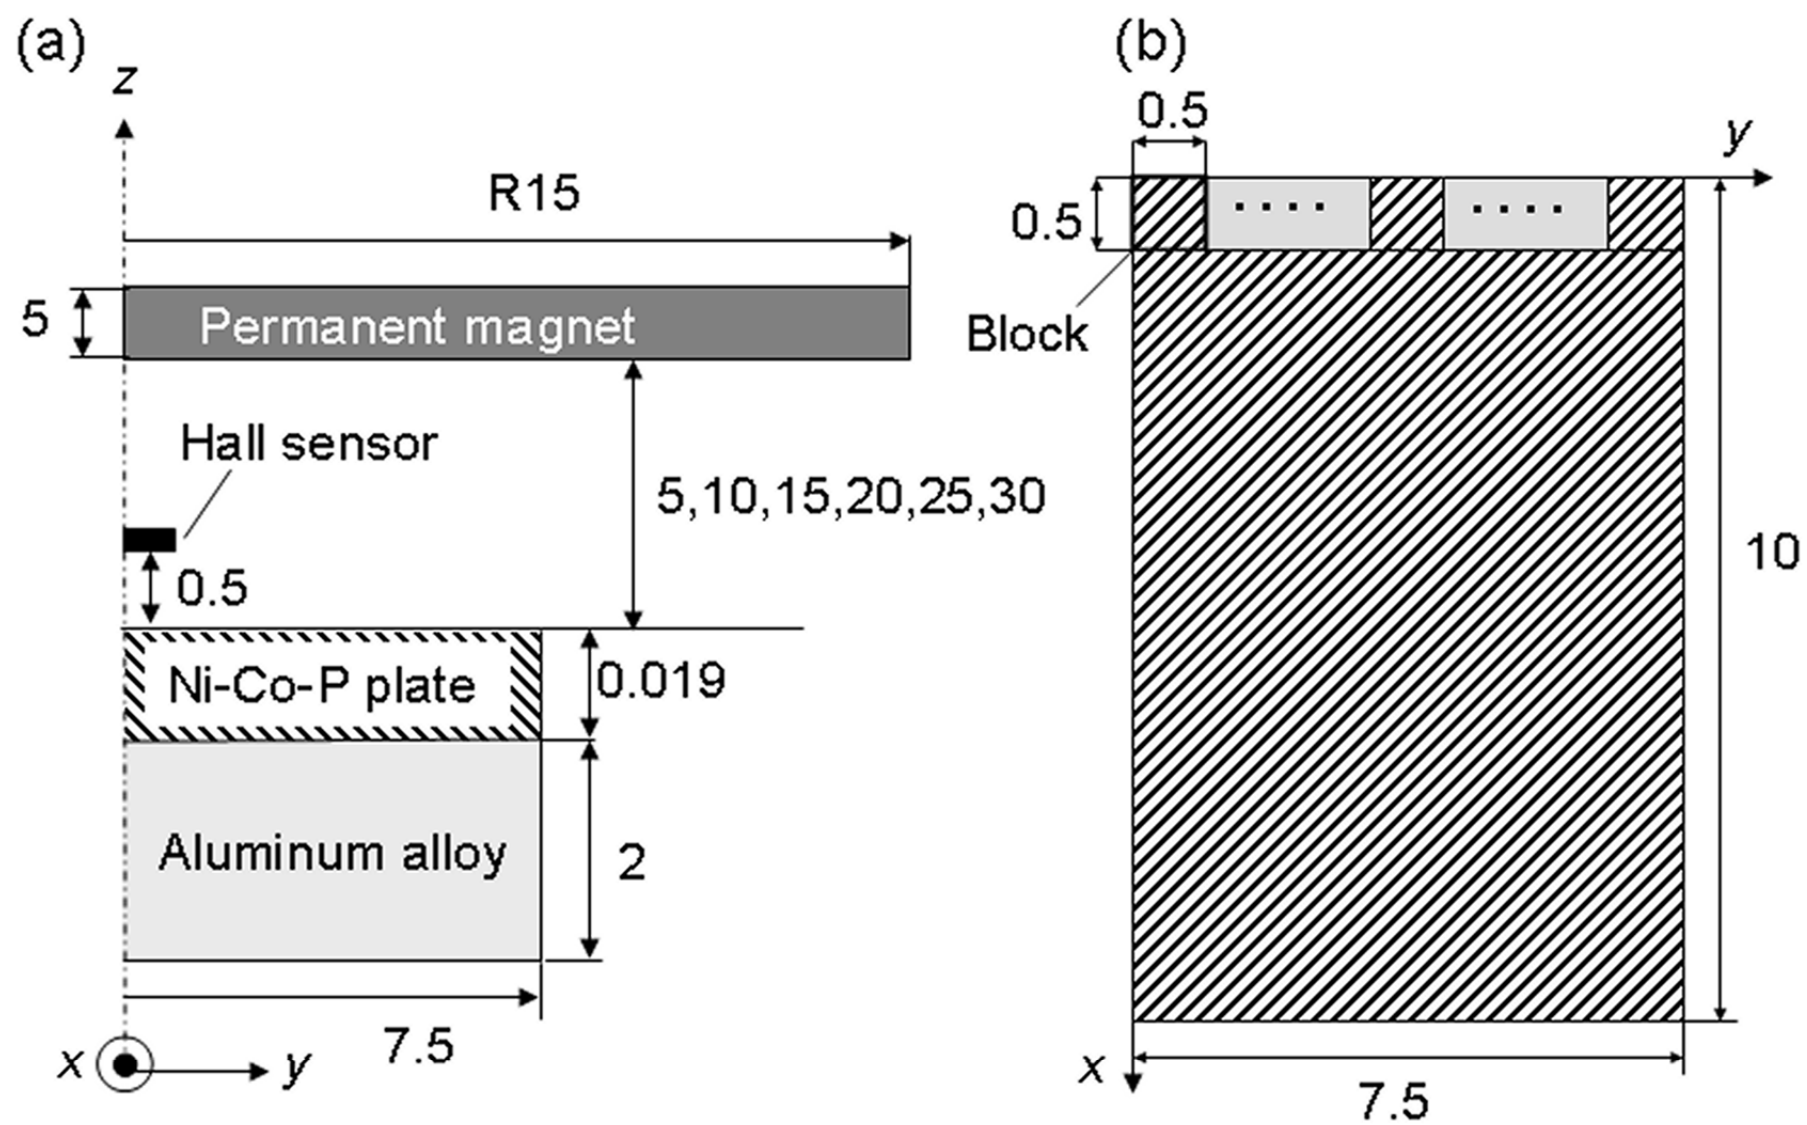 (a)
z
R15
5
Permanent magnet
Hall sensor
5,10,15,20,25,30
0.5
Ni-Co-P plate
0.019
Aluminum alloy
2
7.5
x
y
(b)
0.5
y
0.5
....
....
Block
10
x
7.5